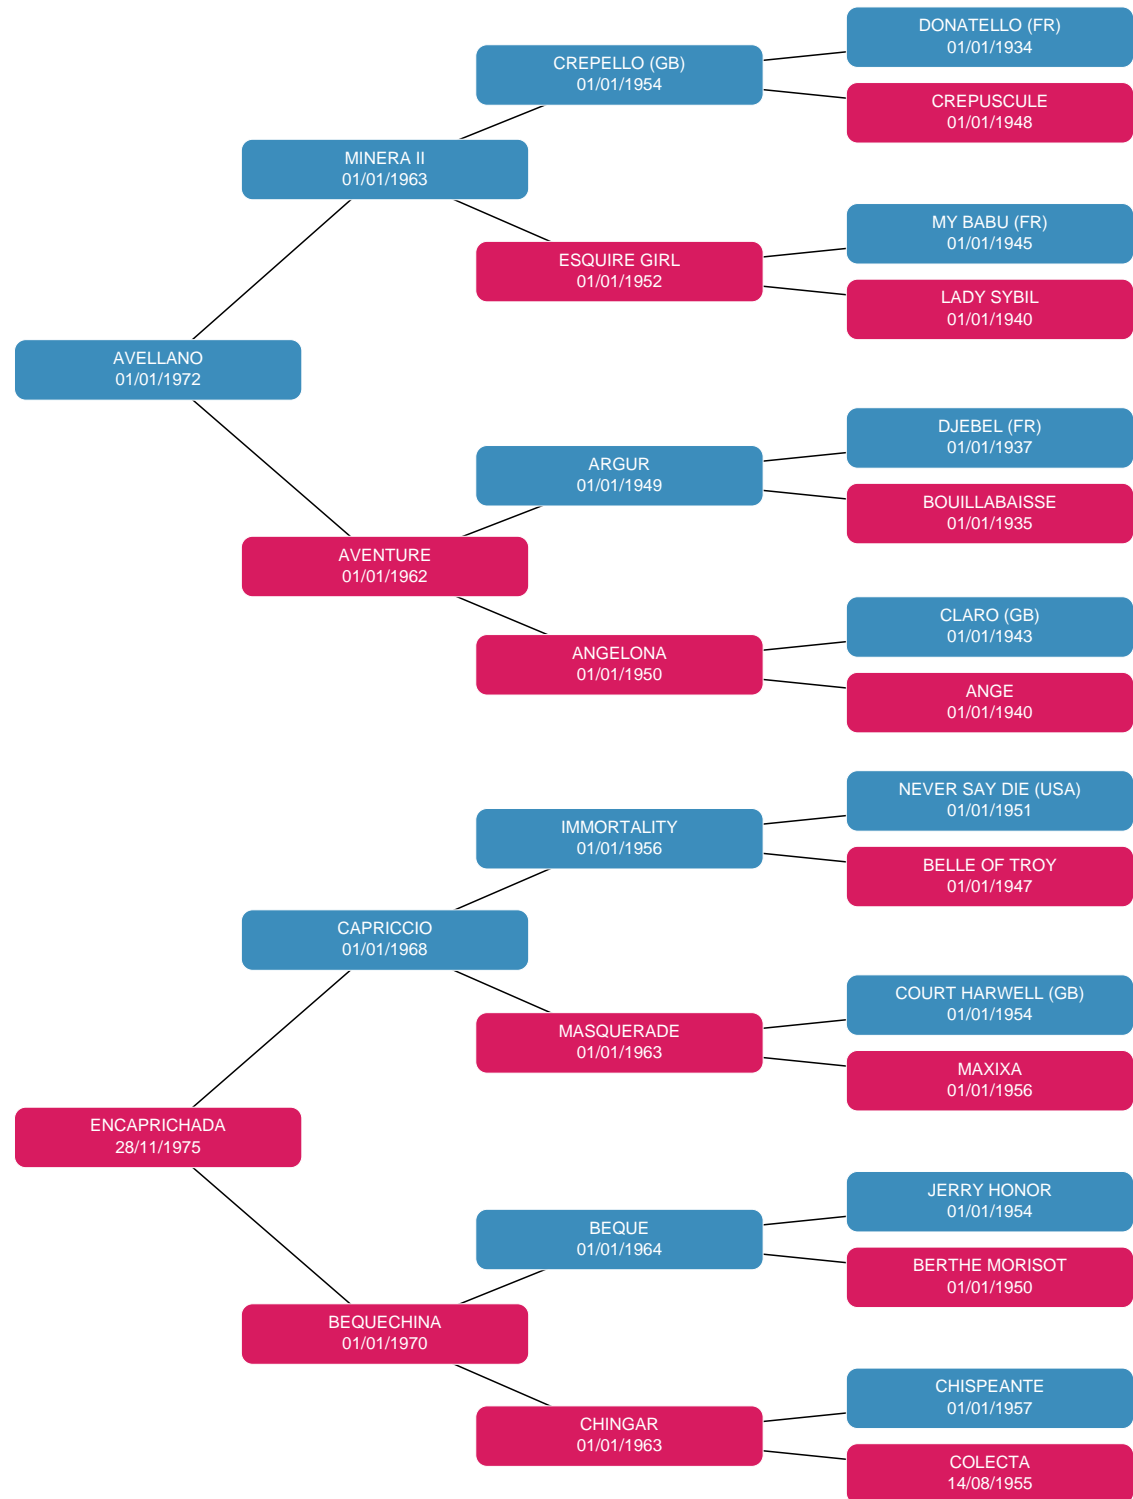 DONATELLO (FR)
01/01/1934
CREPELLO (GB)
01/01/1954
CREPUSCULE
01/01/1948
MINERA II
01/01/1963
MY BABU (FR)
01/01/1945
ESQUIRE GIRL
01/01/1952
LADY SYBIL
01/01/1940
AVELLANO
01/01/1972
DJEBEL (FR)
01/01/1937
ARGUR
01/01/1949
BOUILLABAISSE
01/01/1935
AVENTURE
01/01/1962
CLARO (GB)
01/01/1943
ANGELONA
01/01/1950
ANGE
01/01/1940
NEVER SAY DIE (USA)
01/01/1951
IMMORTALITY
01/01/1956
BELLE OF TROY
01/01/1947
CAPRICCIO
01/01/1968
COURT HARWELL (GB)
01/01/1954
MASQUERADE
01/01/1963
MAXIXA
01/01/1956
ENCAPRICHADA
28/11/1975
JERRY HONOR
01/01/1954
BEQUE
01/01/1964
BERTHE MORISOT
01/01/1950
BEQUECHINA
01/01/1970
CHISPEANTE
01/01/1957
CHINGAR
01/01/1963
COLECTA
14/08/1955